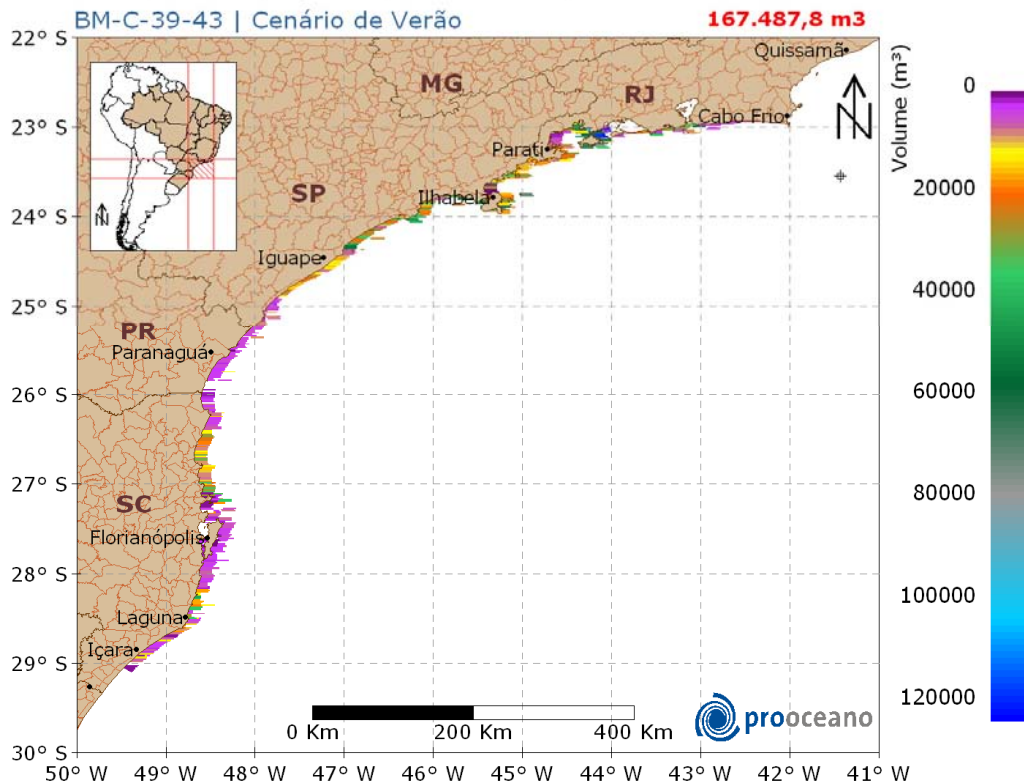 BM-C-39-43 | Cenário de Verão
167.487,8 m3
22° S
23° S
24° S
25° S
26° S
27° S
28° S
29° S
30° S
Quissamã
MG
RJ
Cabo Frio
N
Parati
SP
Ilhabela
N
Iguape
PR
Paranaguá
SC
Florianópolis
Laguna
Içara
0 Km
200 Km
400 Km
prooceano
50 W
49 W
48 W
47 W
46 W
45 W
44 W
43 W
42 W
41 W
Volume (m³)
0
20000
40000
60000
80000
100000
120000